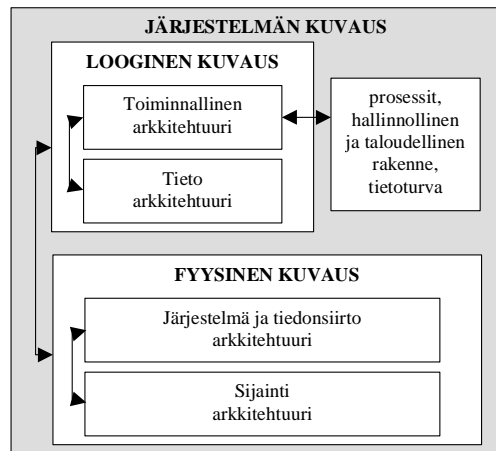 JÄRJESTELMÄN KUVAUS
LOOGINEN KUVAUS
Toiminnallinen
arkkitehtuuri
Tieto
arkkitehtuuri
prosessit,
hallinnollinen
ja taloudellinen
rakenne,
tietoturva
FYYSINEN KUVAUS
Järjestelmä ja tiedonsiirto
arkkitehtuuri
Sijainti
arkkitehtuuri